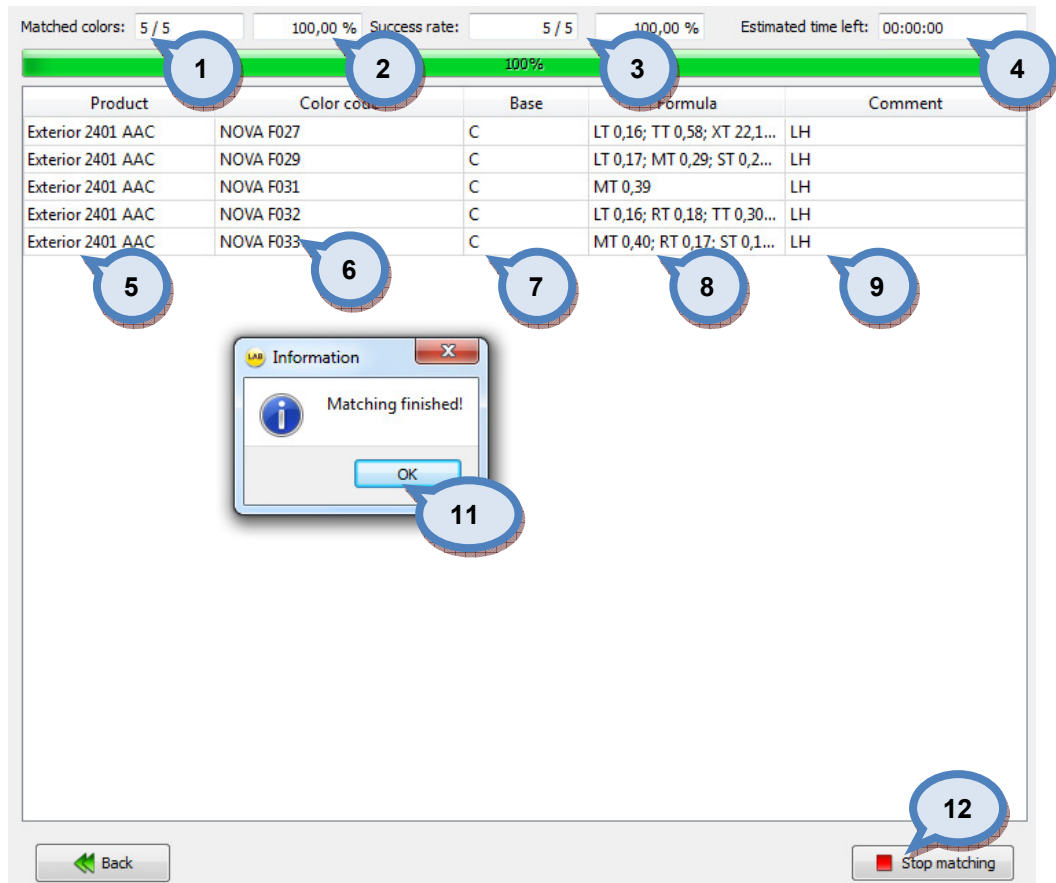 Matched colors: 5 / 5 100,00 % Success rate: 5 / 5 100,00 % Estimated time left: 00:00:00
1 2 3 4
100%
Product Color code Base Formula Comment
Exterior 2401 AAC NOVA F027 C LT 0,16; TT 0,58; XT 22,1... LH
Exterior 2401 AAC NOVA F029 C LT 0,17; MT 0,29; ST 0,2... LH
Exterior 2401 AAC NOVA F031 C MT 0,39 LH
Exterior 2401 AAC NOVA F032 C LT 0,16; RT 0,18; TT 0,30... LH
Exterior 2401 AAC NOVA F033 C MT 0,40; RT 0,17; ST 0,1... LH
5 6 7 8 9
LAB Information
Matching finished!
OK
11
12
Back Stop matching